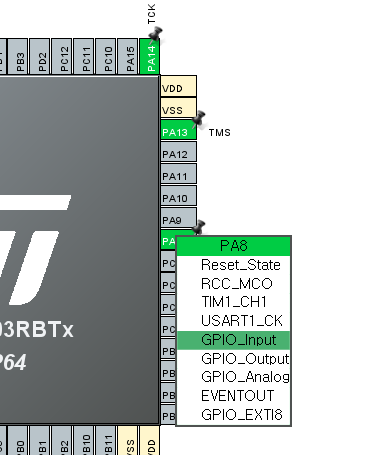 TCK
PB3
PD2
PC12
PC11
PC10
PA15
PA14
VDD
VSS
PA13 TMS
PA12
PA11
PA10
PA9
PA8
Reset_State
RCC_MCO
TIM1_CH1
USART1_CK
GPIO_Input
GPIO_Output
GPIO_Analog
EVENTOUT
GPIO_EXTI8
PA
PC
PC
PC
PC
PB
PB
PB
PB
03RBTx
P64
PB0
PB1
PB2
PB10
PB11
VSS
VDD